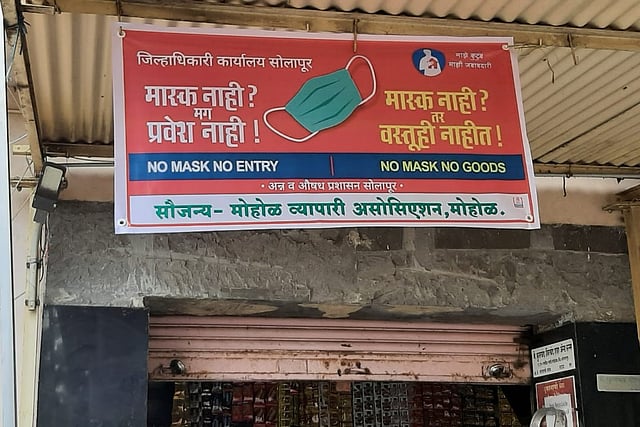 जिल्हाधिकारी कार्यालय सोलापूर
माझे कुटुंब
माझी जबाबदारी
मास्क नाही?
मग
प्रवेश नाही!
मास्क नाही?
तर
वस्तूही नाहीत!
NO MASK NO ENTRY
NO MASK NO GOODS
• अन्न व औषध प्रशासन सोलापूर •
सौजन्य- मोहोळ व्यापारी असोसिएशन,मोहोळ.